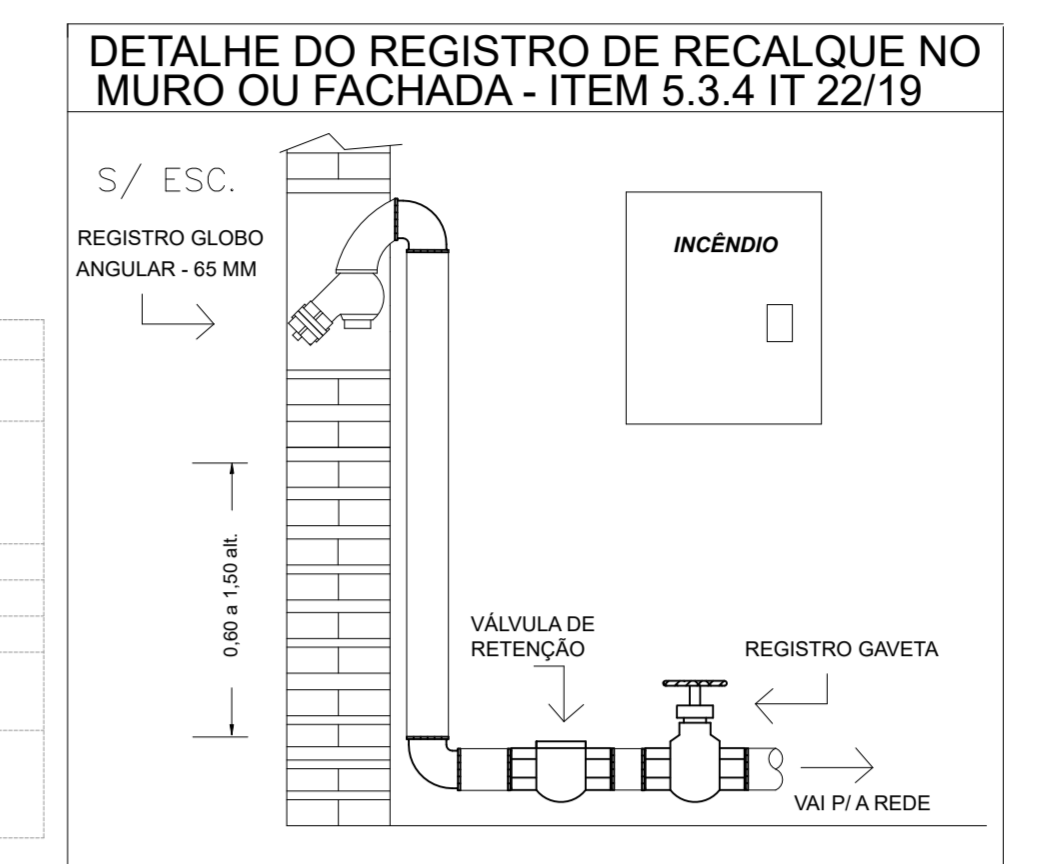 DETALHE DO REGISTRO DE RECALQUE NO
MURO OU FACHADA - ITEM 5.3.4 IT 22/19
S/ ESC.
REGISTRO GLOBO
ANGULAR - 65 MM
INCÊNDIO
0,60 a 1,50 alt.
VÁLVULA DE
RETENÇÃO
REGISTRO GAVETA
VAI P/ A REDE